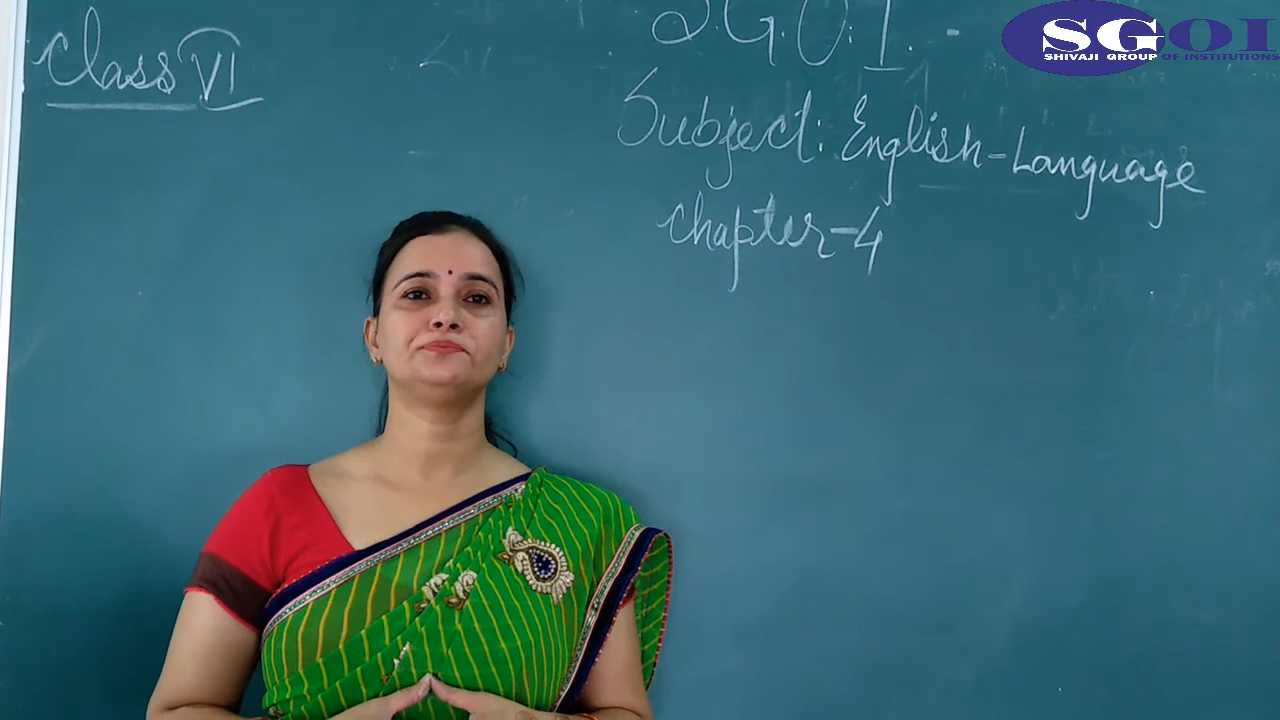 Class VI
S.G.O.I. -
Subject: English-Language
Chapter-4
SGOI
SHIVAJI GROUP OF INSTITUTIONS